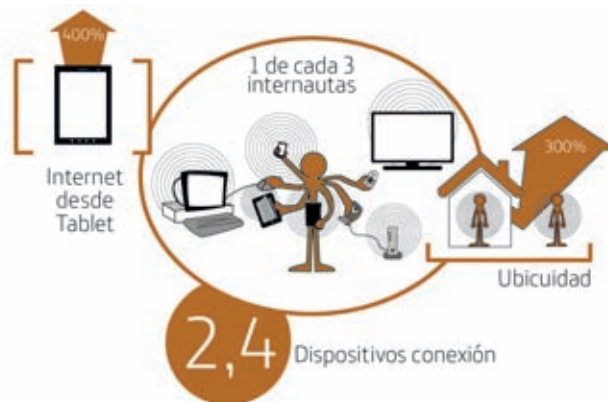 400%
1 de cada 3
internautas
300%
Internet
desde
Tablet
Ubicuidad
2,4 Dispositivos conexión